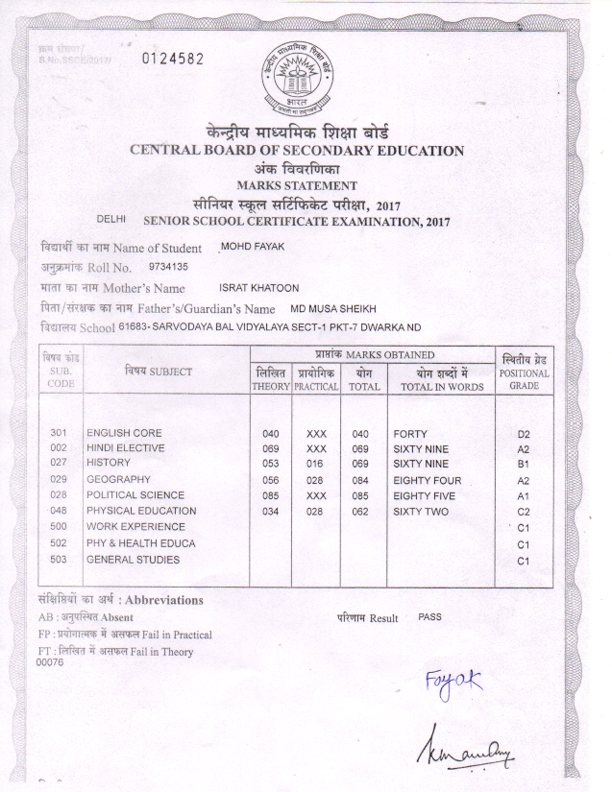 क्रम संख्या/
S.No.SSCE/2017/ 0124582
केन्द्रीय माध्यमिक शिक्षा बोर्ड
भारत
केन्द्रीय माध्यमिक शिक्षा बोर्ड
CENTRAL BOARD OF SECONDARY EDUCATION
अंक विवरणिका
MARKS STATEMENT
सीनियर स्कूल सर्टिफिकेट परीक्षा, 2017
DELHI SENIOR SCHOOL CERTIFICATE EXAMINATION, 2017
विद्यार्थी का नाम Name of Student MOHD FAYAK
अनुक्रमांक Roll No. 9734135
माता का नाम Mother's Name ISRAT KHATOON
पिता/संरक्षक का नाम Father's/Guardian's Name MD MUSA SHEIKH
विद्यालय School 61683- SARVODAYA BAL VIDYALAYA SECT-1 PKT-7 DWARKA ND
विषय कोड SUB. CODE विषय SUBJECT प्राप्तांक MARKS OBTAINED स्थितीय ग्रेड POSITIONAL GRADE
लिखित THEORY प्रायोगिक PRACTICAL योग TOTAL योग शब्दों में TOTAL IN WORDS
301 ENGLISH CORE 040 XXX 040 FORTY D2
002 HINDI ELECTIVE 069 XXX 069 SIXTY NINE A2
027 HISTORY 053 016 069 SIXTY NINE B1
029 GEOGRAPHY 056 028 084 EIGHTY FOUR A2
028 POLITICAL SCIENCE 085 XXX 085 EIGHTY FIVE A1
048 PHYSICAL EDUCATION 034 028 062 SIXTY TWO C2
500 WORK EXPERIENCE C1
502 PHY & HEALTH EDUCA C1
503 GENERAL STUDIES C1
संक्षिप्तियों का अर्थ : Abbreviations
AB : अनुपस्थित Absent परिणाम Result PASS
FP : प्रयोगात्मक में असफल Fail in Practical
FT : लिखित में असफल Fail in Theory
00076
Fayak